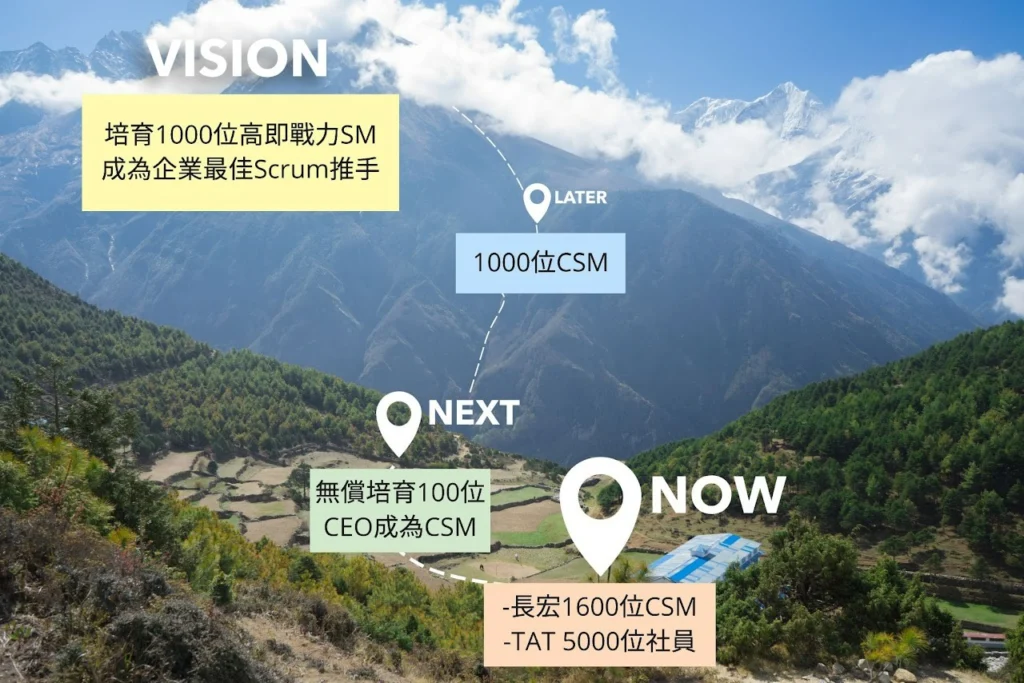 VISION
培育1000位高即戰力SM
成為企業最佳Scrum推手
LATER
1000位CSM
NEXT
無償培育100位
CEO成為CSM
NOW
-長宏1600位CSM
-TAT 5000位社員